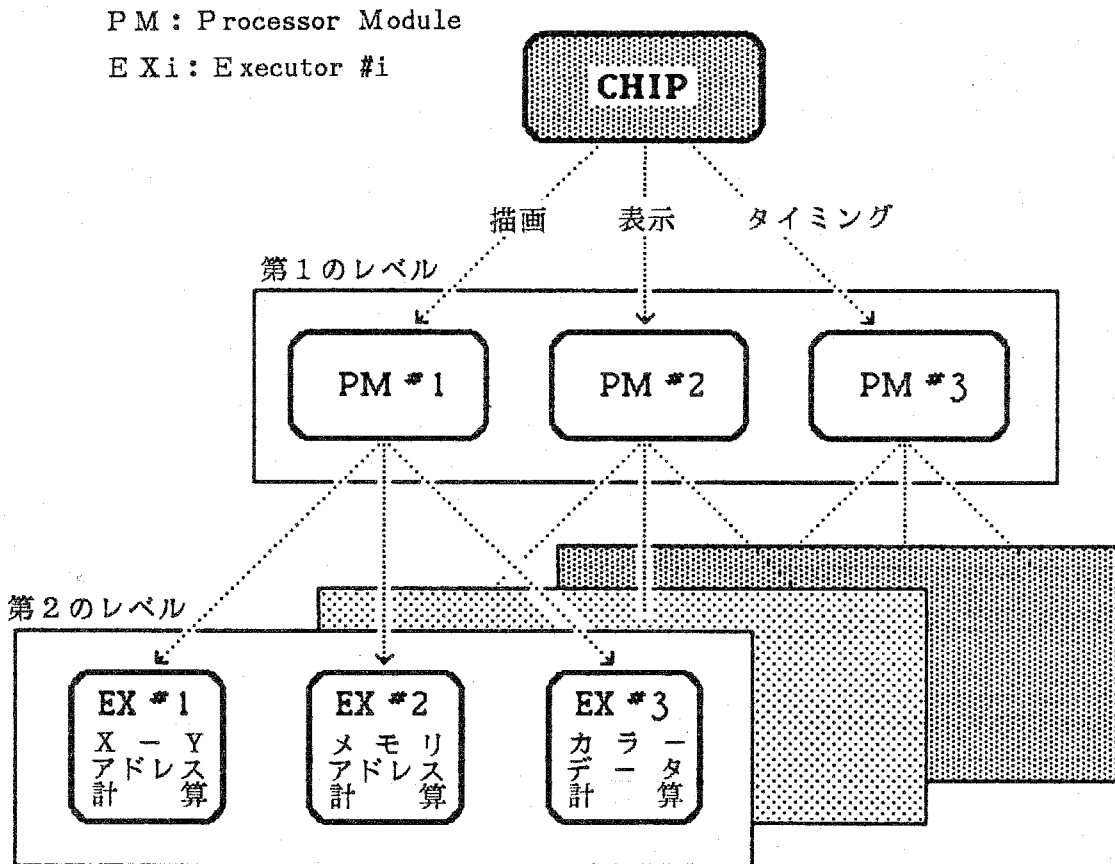 PM: Processor Module
EXi: Executor #i
CHIP
描画 表示 タイミング
第1のレベル
PM #1 PM #2 PM #3
第2のレベル
EX #1
X－Y
アドレス
計算
EX #2
メモリ
アドレス
計算
EX #3
カラー
データ
計算